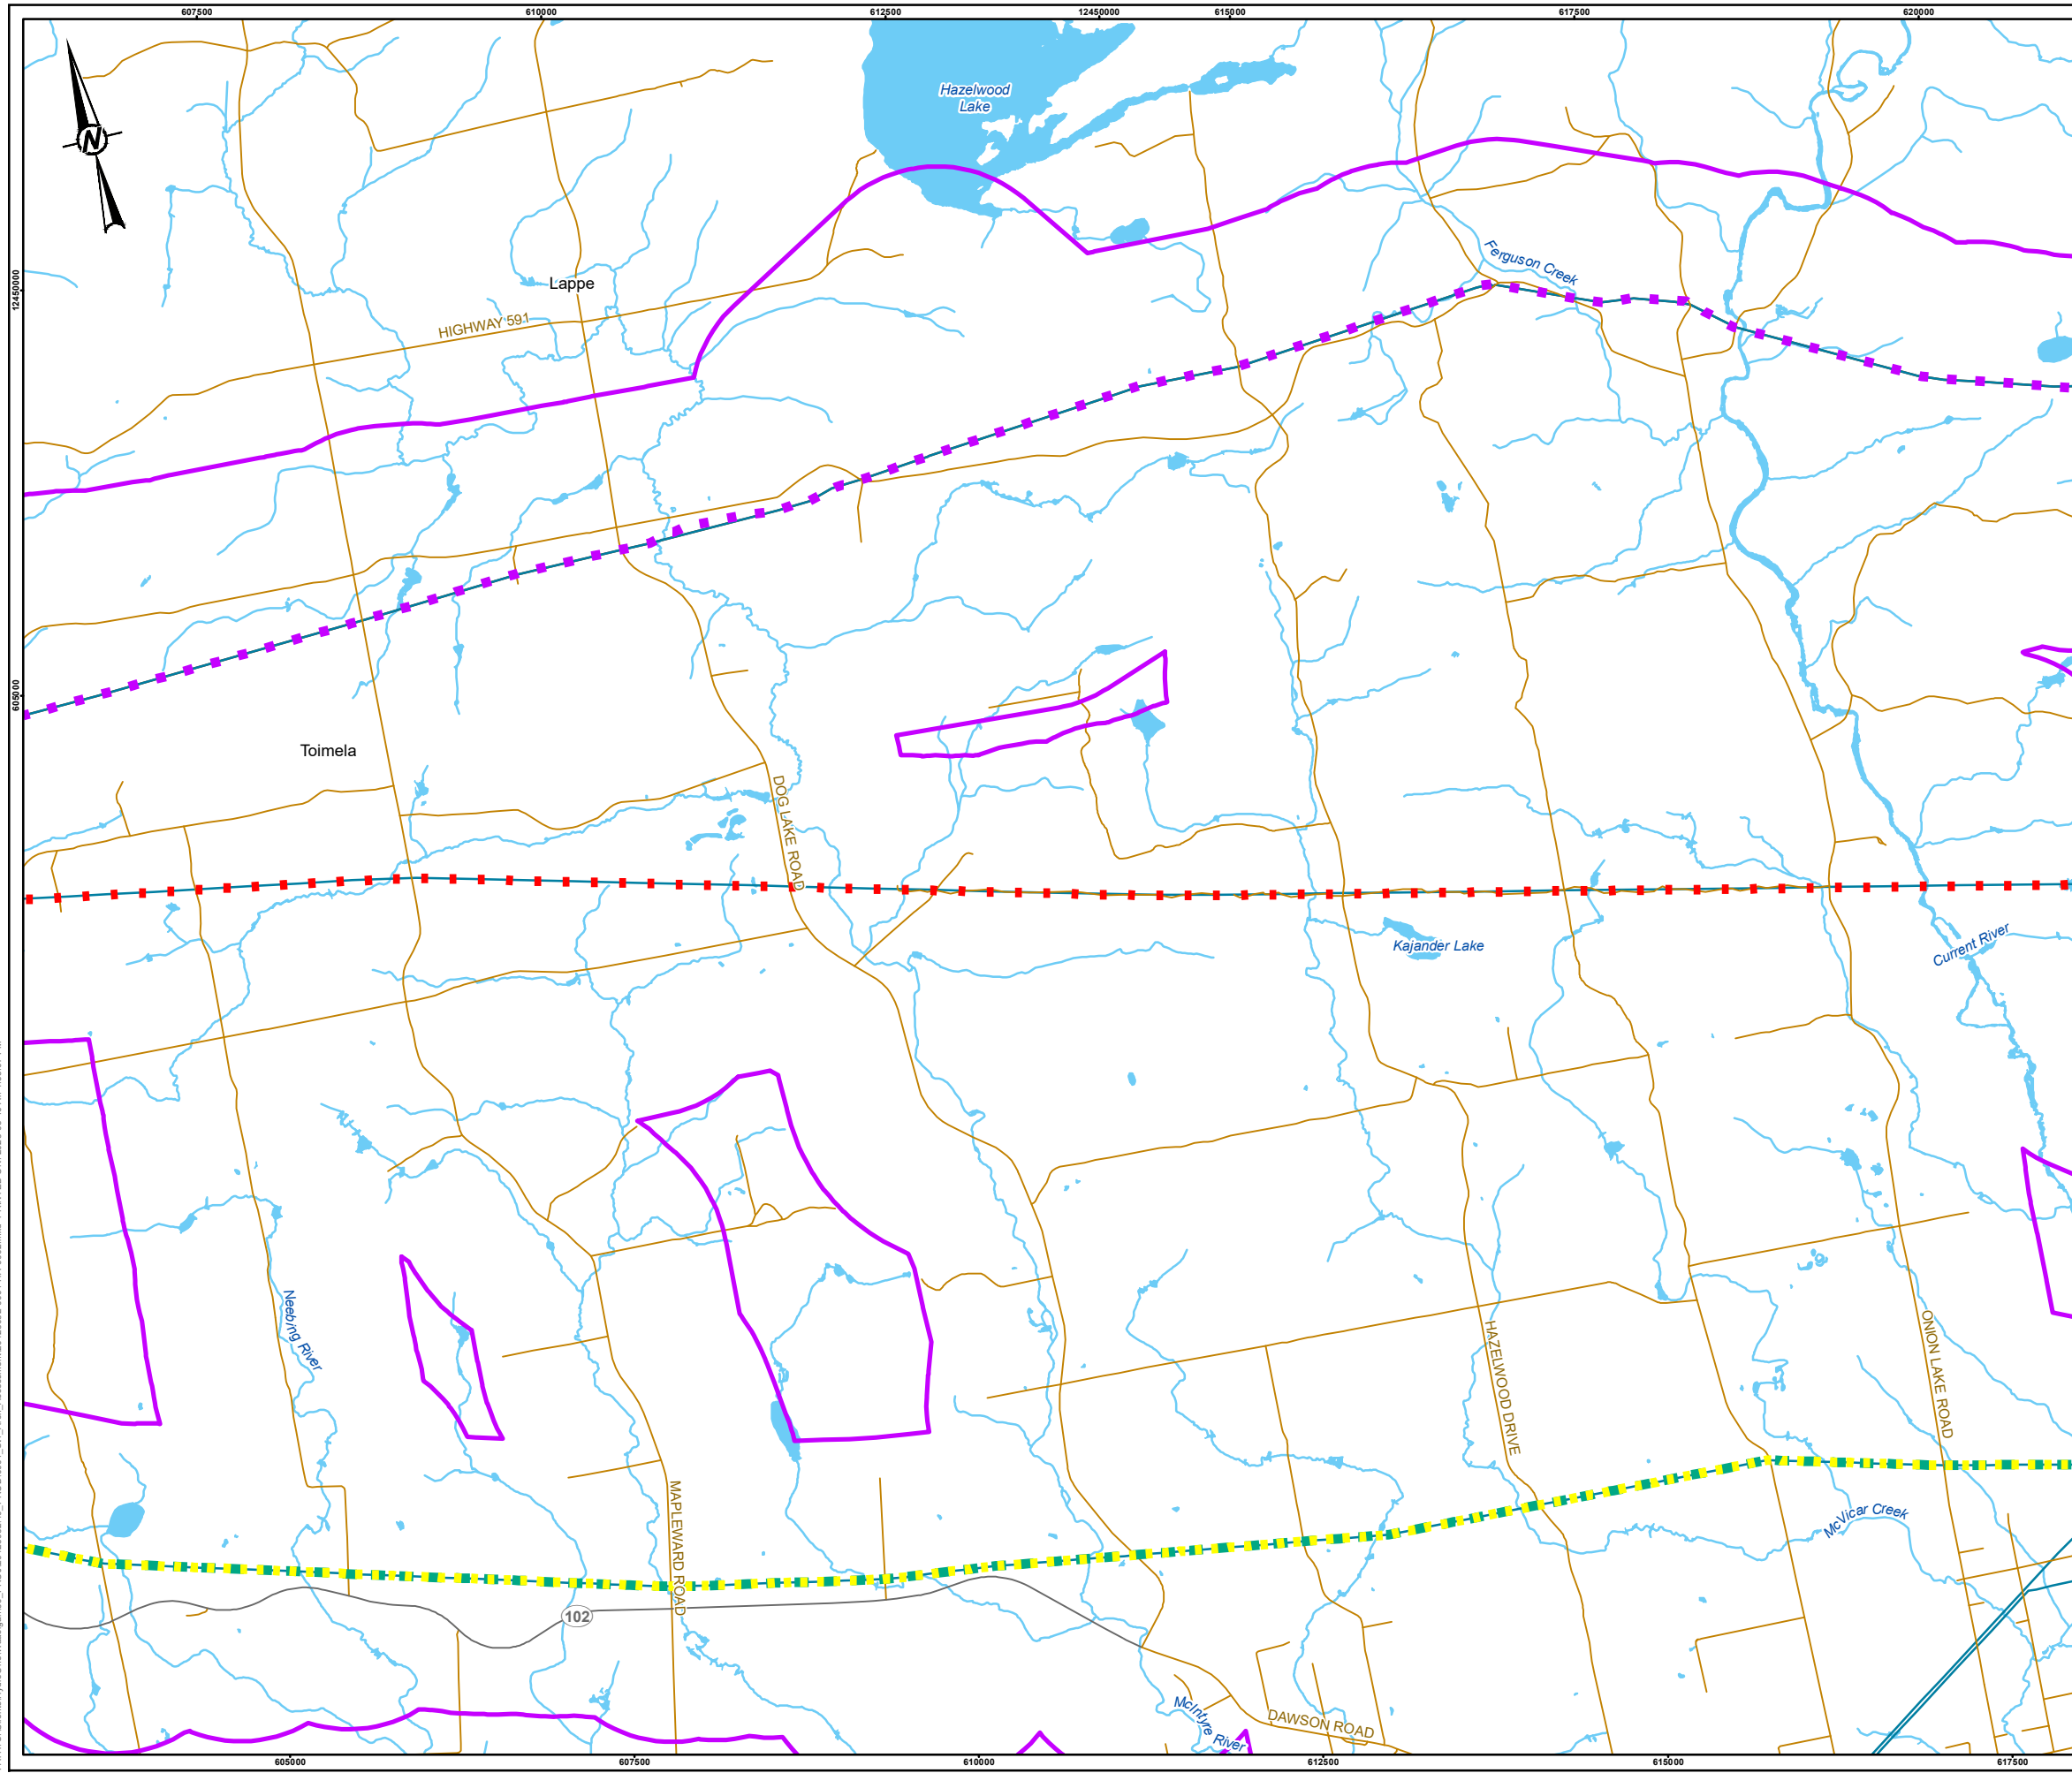 607500
610000
612500
12450000
615000
617500
620000
Hazelwood
Lake
N
Ferguson Creek
Lappe
12450000
HIGHWAY 591
605000
Toimela
DOG LAKE ROAD
Kajander Lake
Current River
Neebing River
HAZELWOOD DRIVE
ONION LAKE ROAD
MAPLEWARD ROAD
McVicar Creek
102
McIntyre
River
DAWSON ROAD
605000
607500
610000
612500
615000
617500